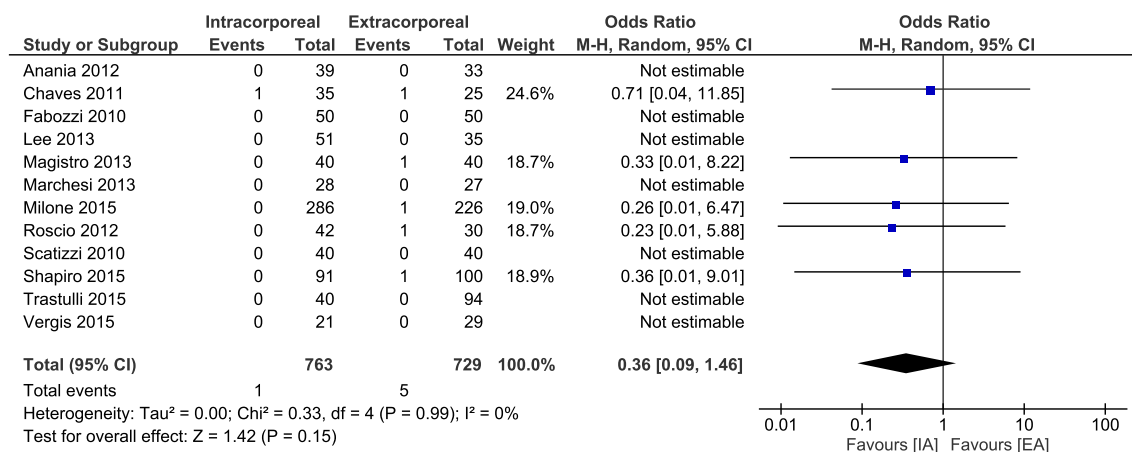 Intracorporeal Extracorporeal Odds Ratio Odds Ratio
Study or Subgroup Events Total Events Total Weight M-H, Random, 95% CI M-H, Random, 95% CI
Anania 2012 0 39 0 33 Not estimable
Chaves 2011 1 35 1 25 24.6% 0.71 [0.04, 11.85]
Fabozzi 2010 0 50 0 50 Not estimable
Lee 2013 0 51 0 35 Not estimable
Magistro 2013 0 40 1 40 18.7% 0.33 [0.01, 8.22]
Marchesi 2013 0 28 0 27 Not estimable
Milone 2015 0 286 1 226 19.0% 0.26 [0.01, 6.47]
Roscio 2012 0 42 1 30 18.7% 0.23 [0.01, 5.88]
Scatizzi 2010 0 40 0 40 Not estimable
Shapiro 2015 0 91 1 100 18.9% 0.36 [0.01, 9.01]
Trastulli 2015 0 40 0 94 Not estimable
Vergis 2015 0 21 0 29 Not estimable
Total (95% CI) 763 729 100.0% 0.36 [0.09, 1.46]
Total events 1 5
Heterogeneity: Tau² = 0.00; Chi² = 0.33, df = 4 (P = 0.99); I² = 0%
Test for overall effect: Z = 1.42 (P = 0.15)
0.01 0.1 1 10 100
Favours [IA] Favours [EA]